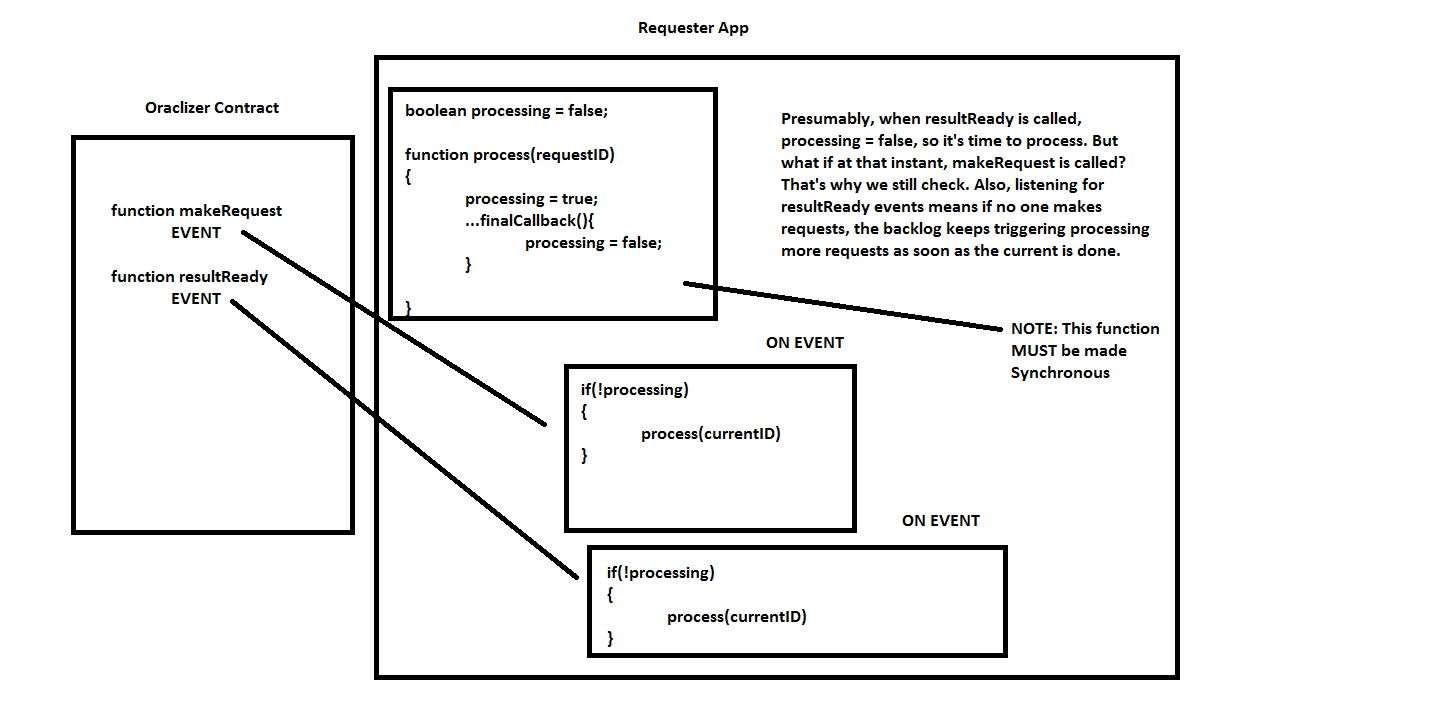 Requester App
Oraclizer Contract
function makeRequest
EVENT
function resultReady
EVENT
boolean processing = false;
function process(requestID)
{
processing = true;
...finalCallback(){
processing = false;
}
}
Presumably, when resultReady is called,
processing = false, so it's time to process. But
what if at that instant, makeRequest is called?
That's why we still check. Also, listening for
resultReady events means if no one makes
requests, the backlog keeps triggering processing
more requests as soon as the current is done.
NOTE: This function
MUST be made
Synchronous
ON EVENT
if(!processing)
{
process(currentID)
}
ON EVENT
if(!processing)
{
process(currentID)
}